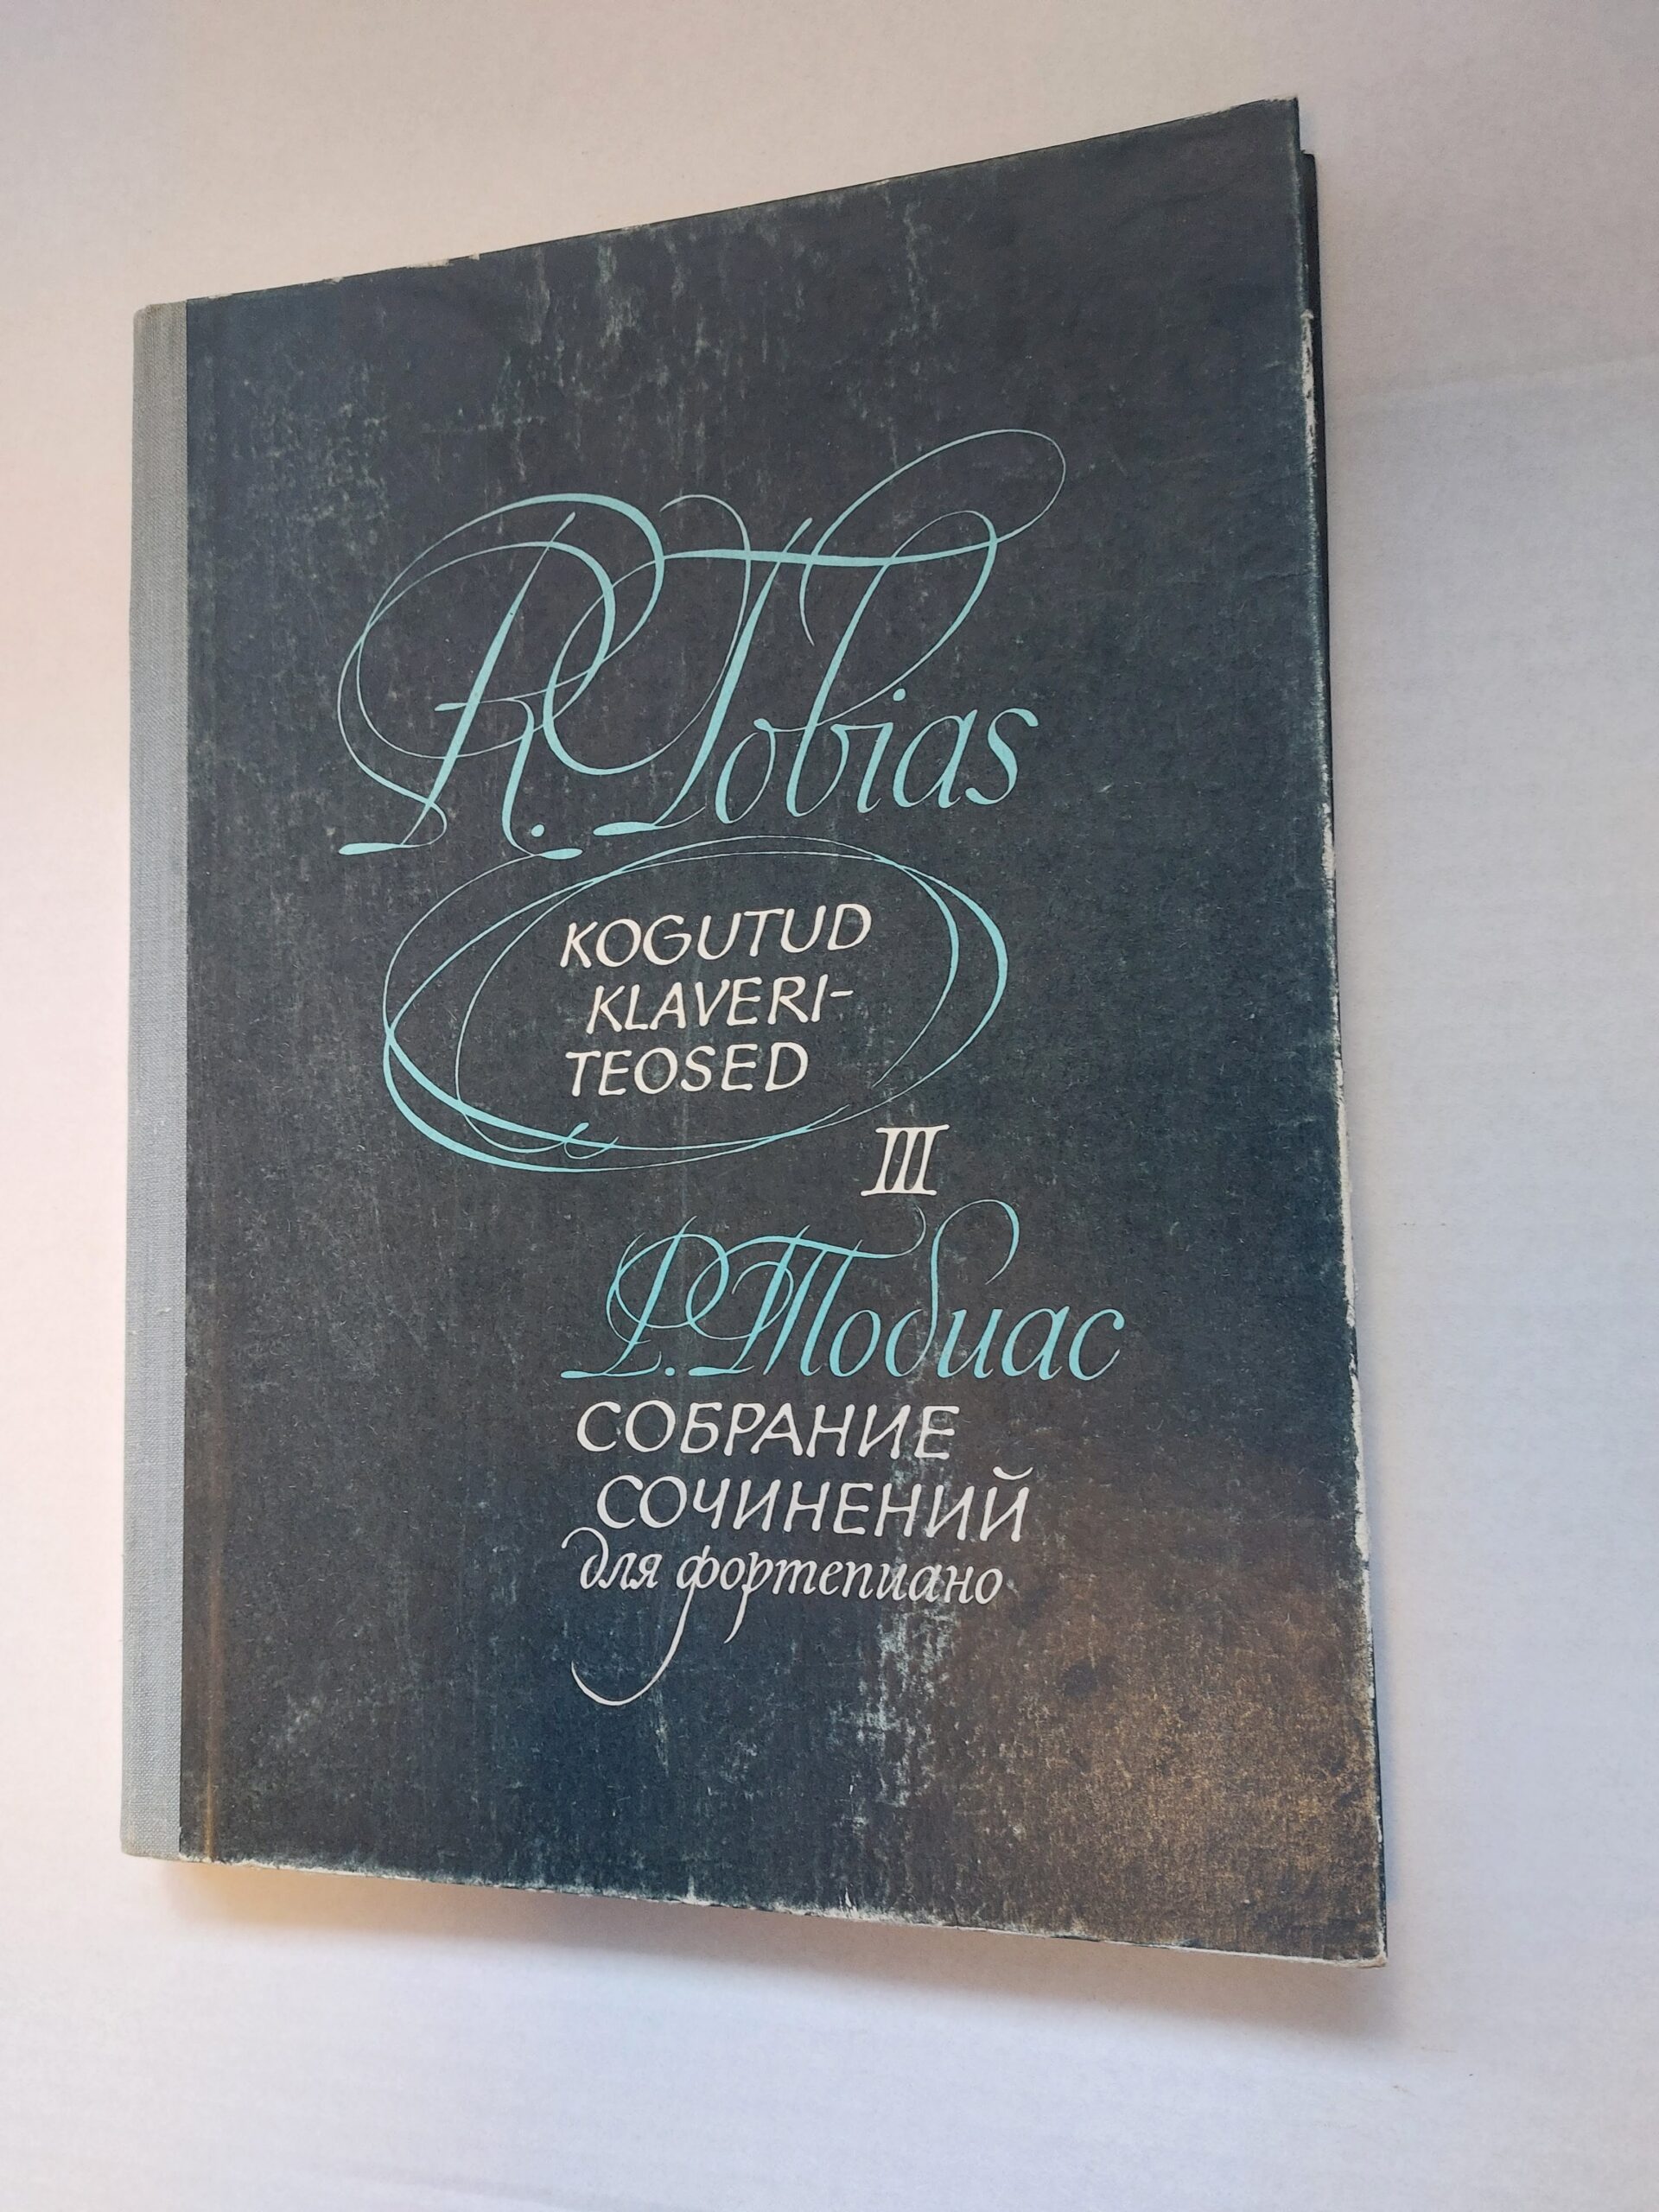 R. Tobias
KOGUTUD
KLAVERI-
TEOSED
III
Р. Тобиас
СОБРАНИЕ
СОЧИНЕНИЙ
для фортепиано